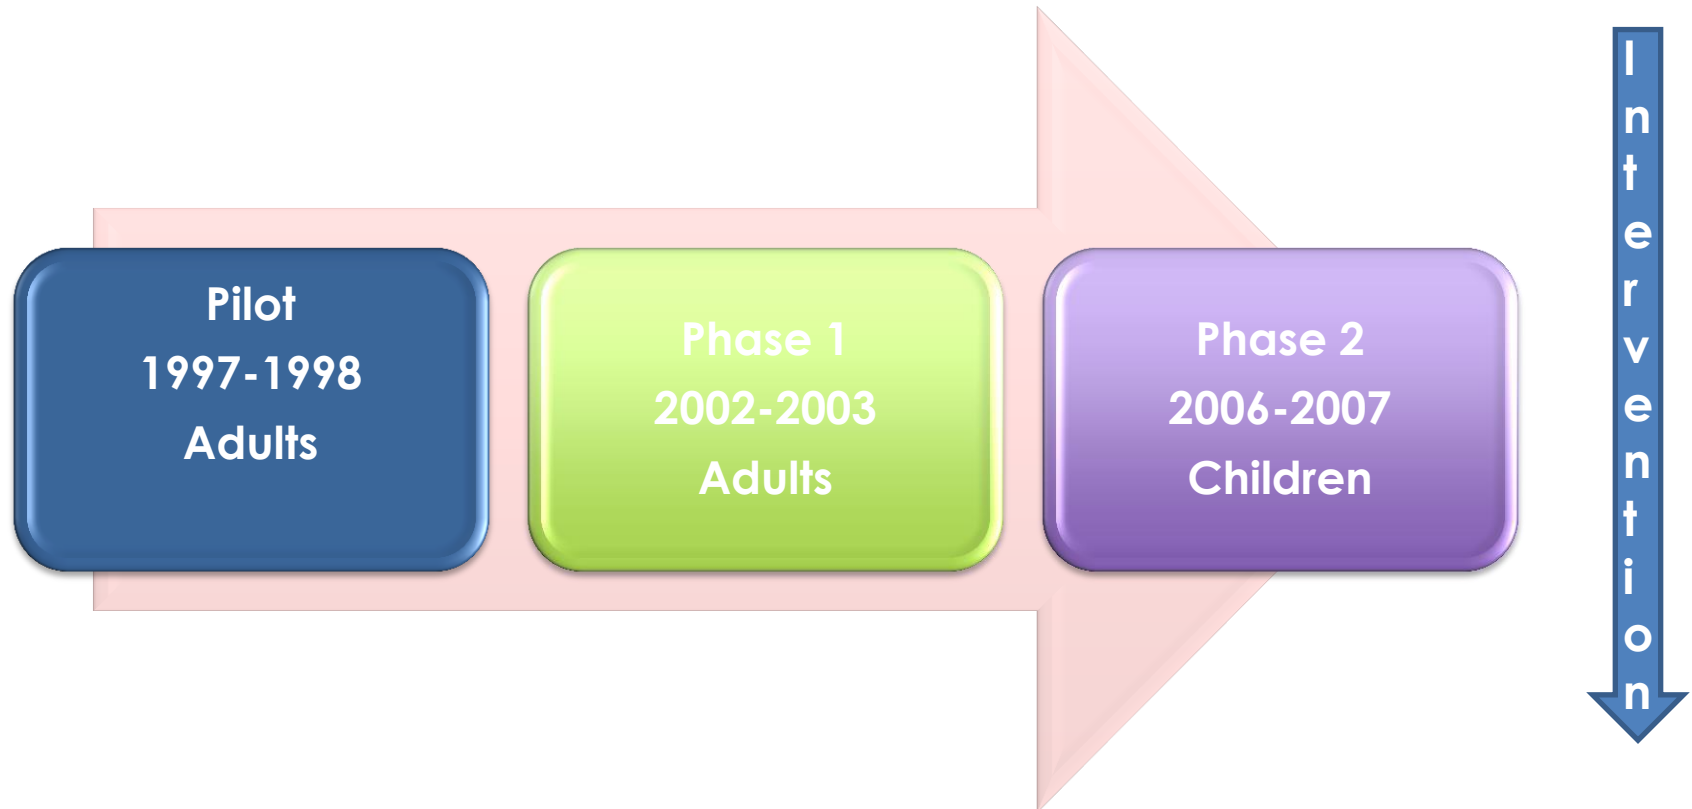 Pilot
1997-1998
Adults
Phase 1
2002-2003
Adults
Phase 2
2006-2007
Children
Intervention